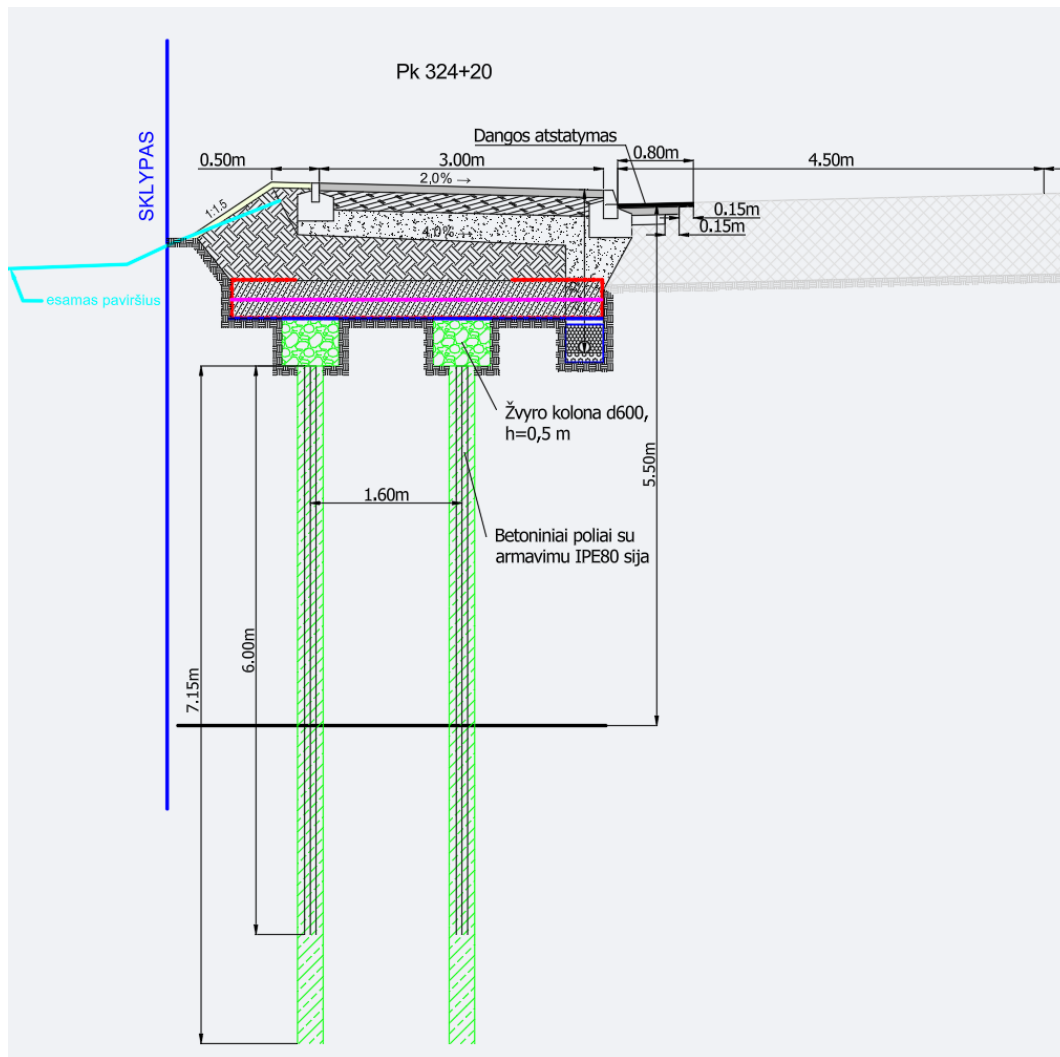 Pk 324+20
Dangos atstatymas
0.50m
3.00m
0.80m
4.50m
2,0% →
SKLYPAS
1:1,5
0.15m
0.15m
4,0% →
esamas paviršius
Žvyro kolona d600,
h=0,5 m
5.50m
1.60m
Betoniniai poliai su
armavimu IPE80 sija
6.00m
7.15m